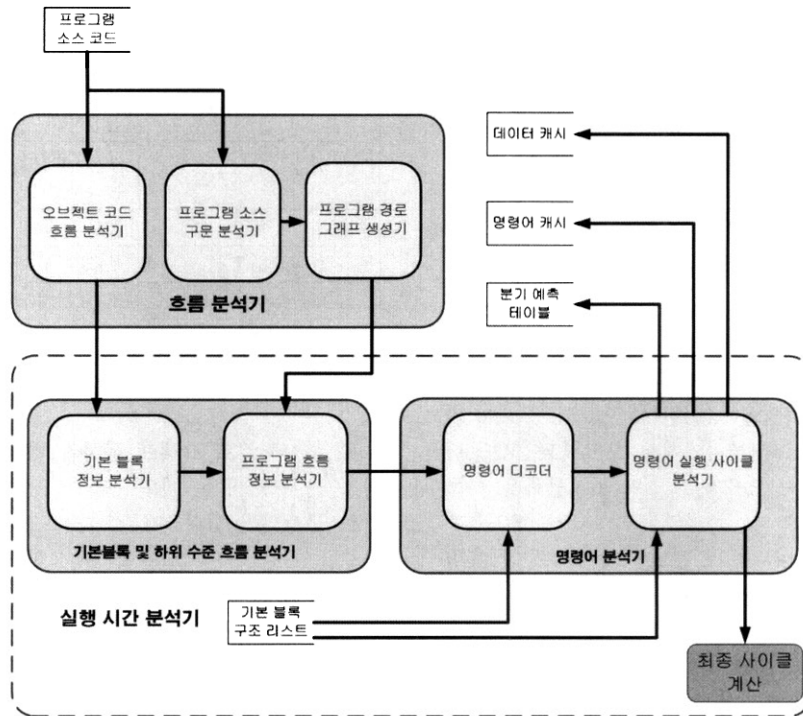 프로그램
소스 코드
데이터 캐시
오브젝트 코드
흐름 분석기
프로그램 소스
구문 분석기
프로그램 경로
그래프 생성기
명령어 캐시
흐름 분석기
분기 예측
테이블
기본 블록
정보 분석기
프로그램 흐름
정보 분석기
명령어 디코더
명령어 실행 사이클
분석기
기본블록 및 하위 수준 흐름 분석기
명령어 분석기
실행 시간 분석기
기본 블록
구조 리스트
최종 사이클
계산